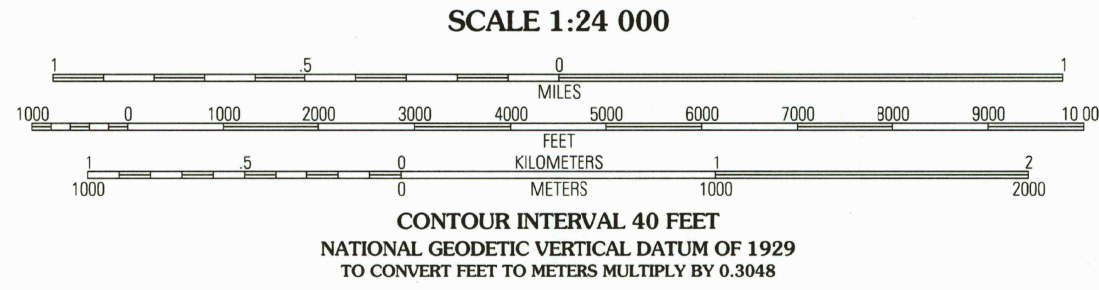 SCALE 1:24 000
1 .5 0 1
MILES
1000 0 1000 2000 3000 4000 5000 6000 7000 8000 9000 10 00
FEET
1 .5 0 KILOMETERS 1 2
1000 0 METERS 1000 2000
CONTOUR INTERVAL 40 FEET
NATIONAL GEODETIC VERTICAL DATUM OF 1929
TO CONVERT FEET TO METERS MULTIPLY BY 0.3048